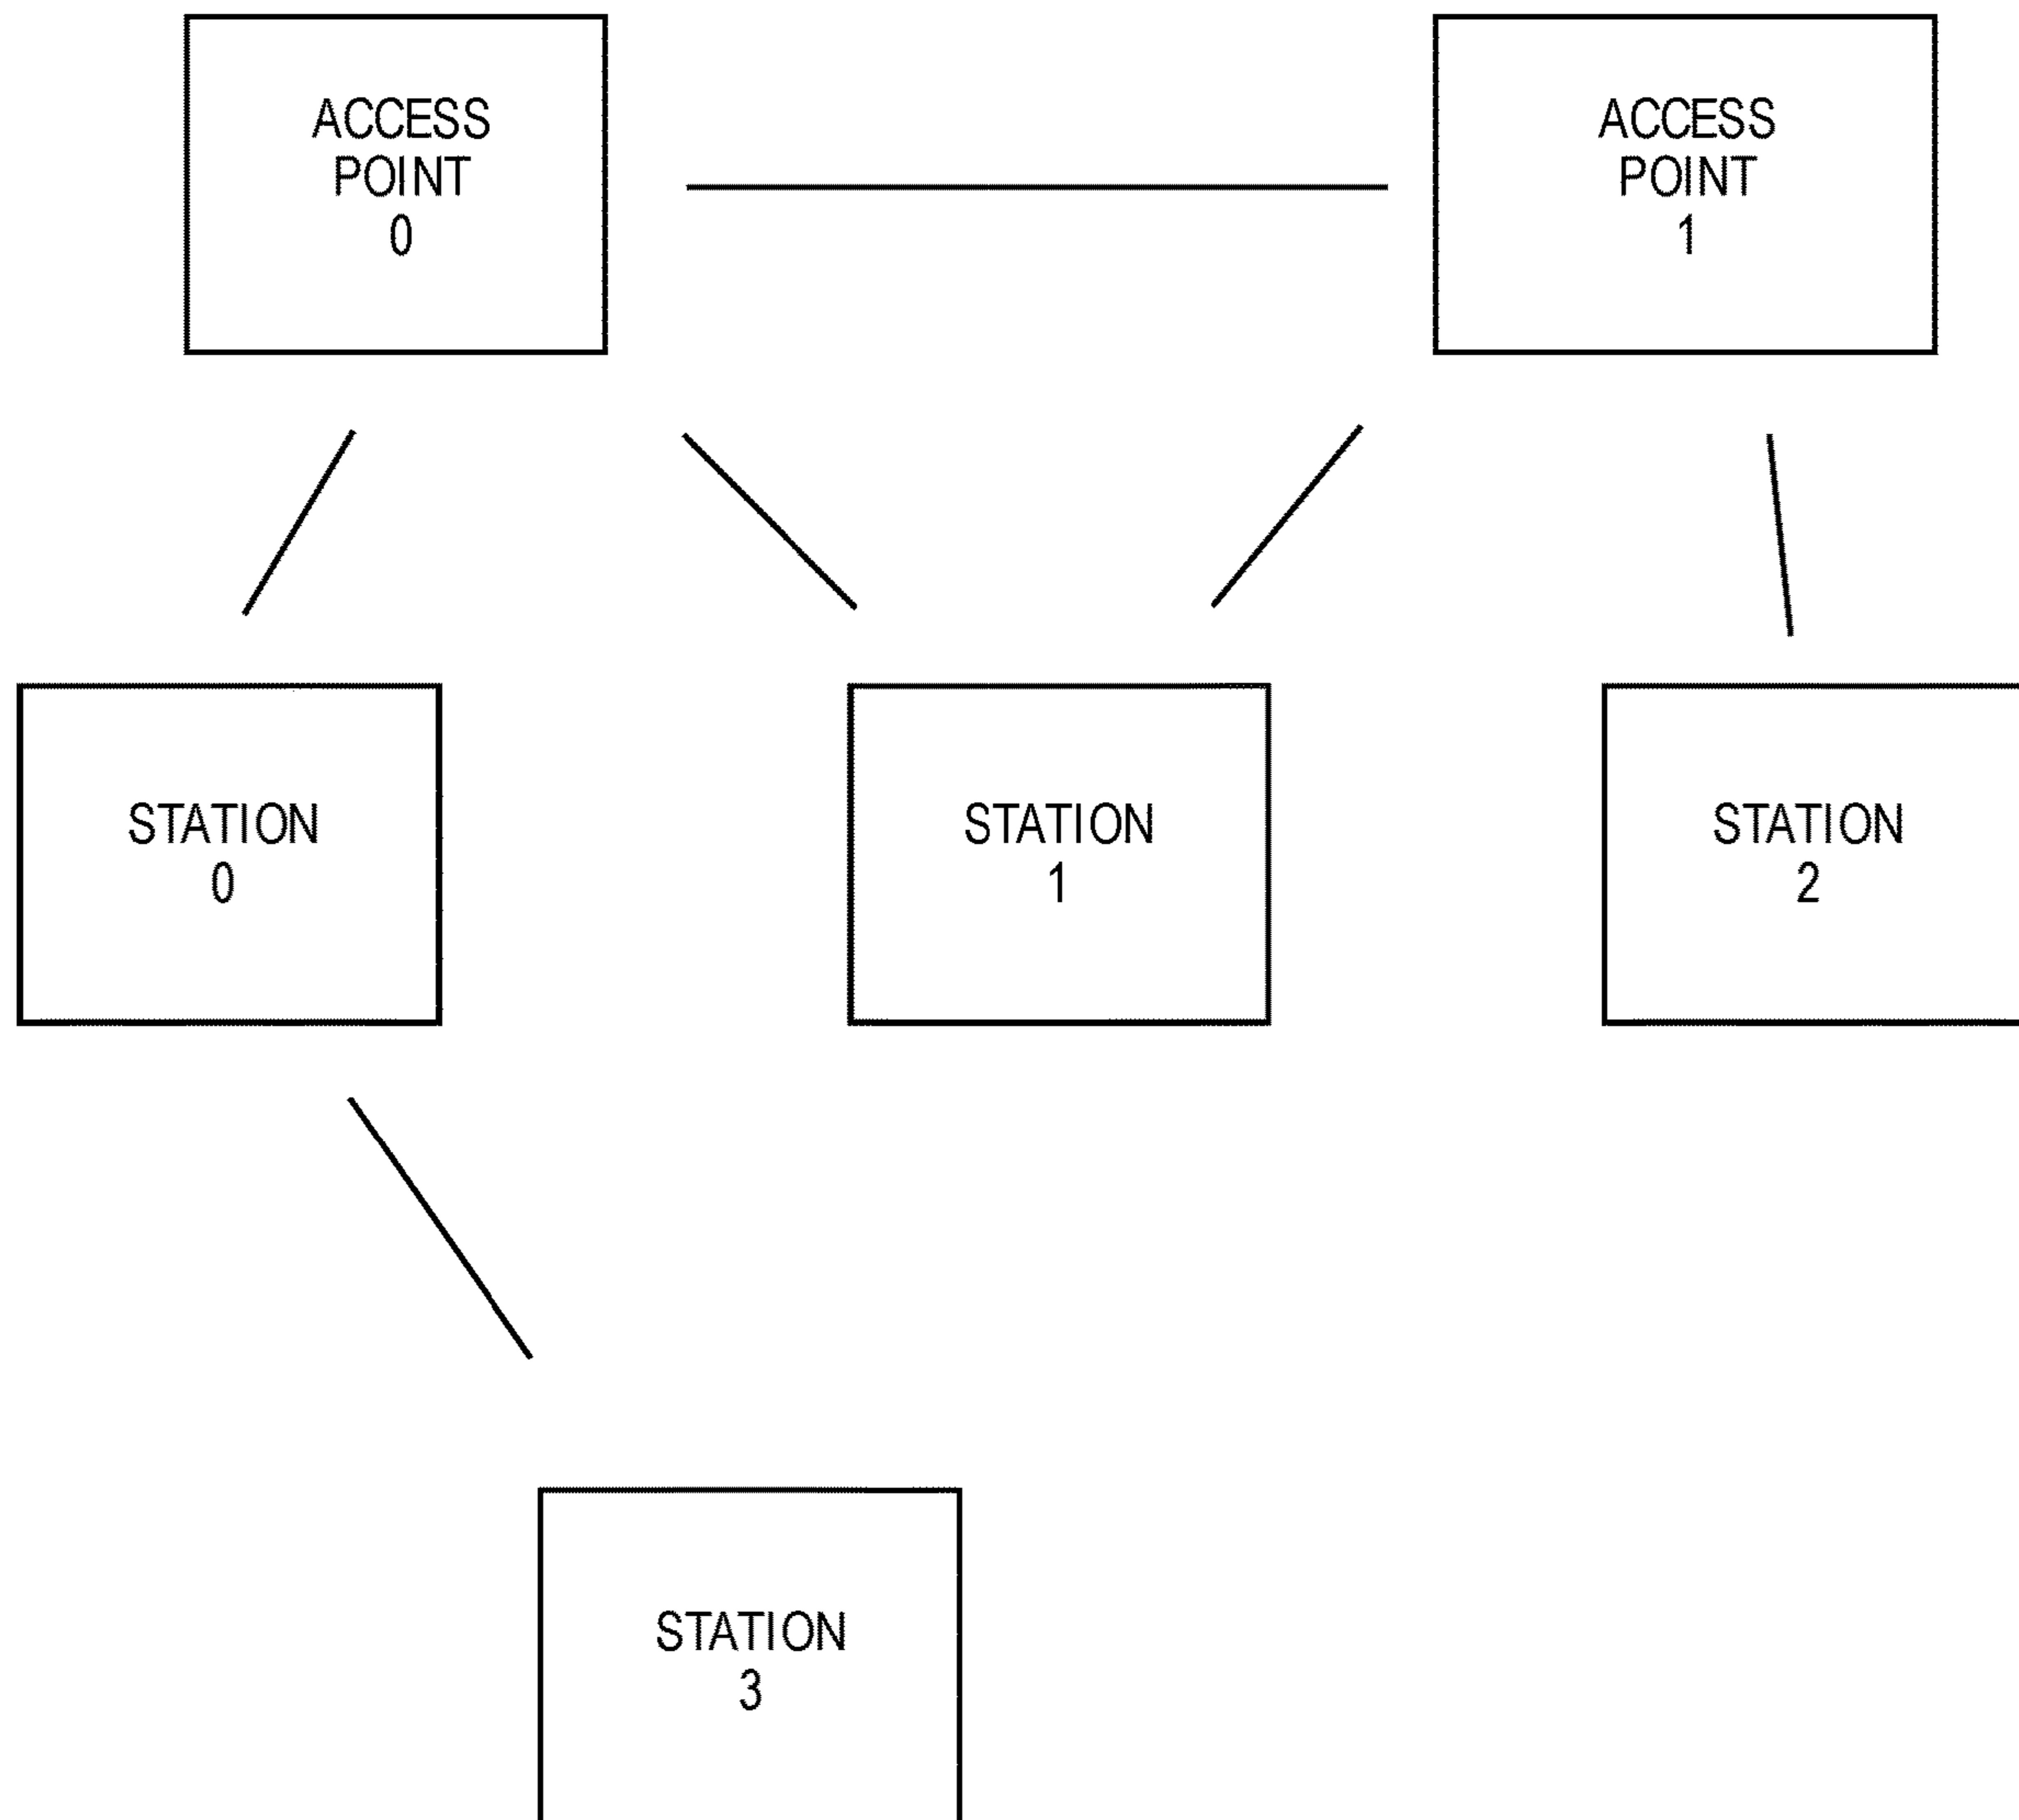 ACCESS
POINT
0
ACCESS
POINT
1
STATION
0
STATION
1
STATION
2
STATION
3